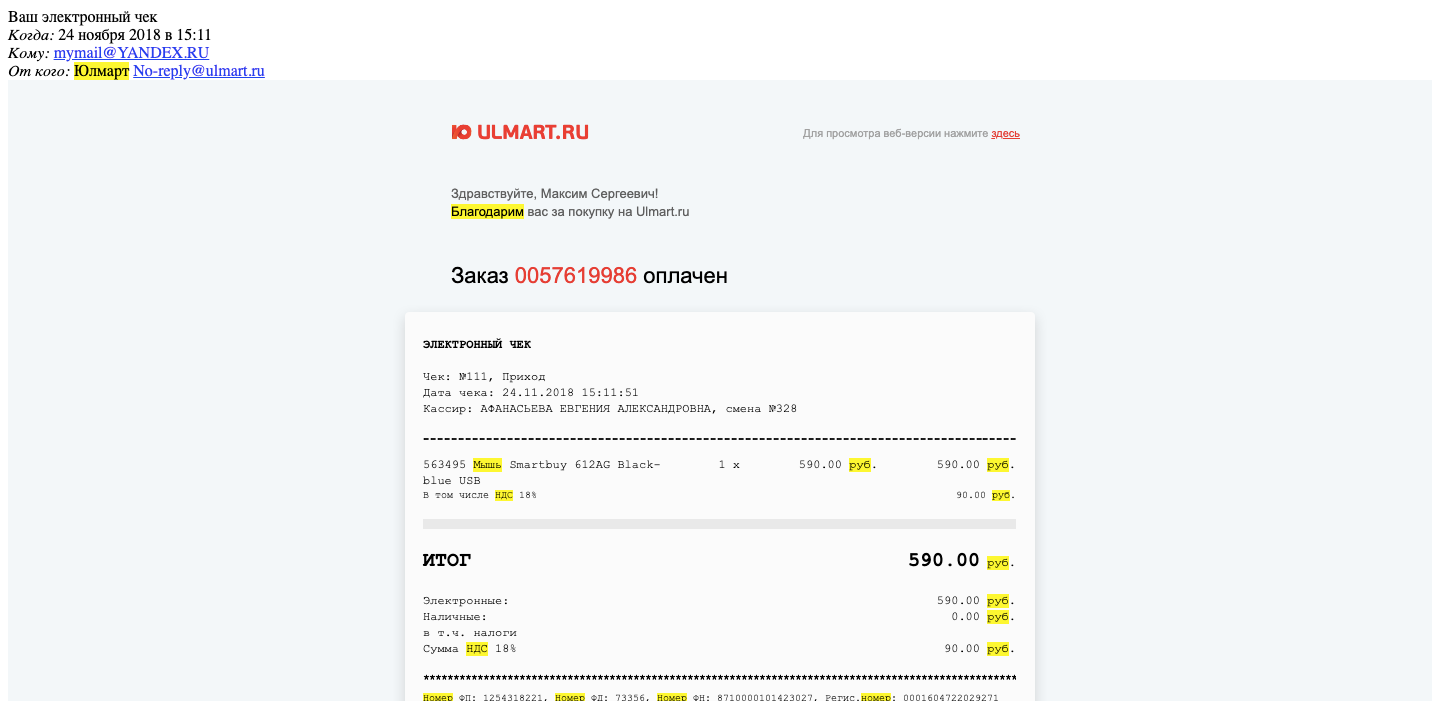 Ваш электронный чек
Когда: 24 ноября 2018 в 15:11
Кому: mymail@YANDEX.RU
От кого: Юлмарт No-reply@ulmart.ru
Ю ULMART.RU
Для просмотра веб-версии нажмите здесь
Здравствуйте, Максим Сергеевич!
Благодарим вас за покупку на Ulmart.ru
Заказ 0057619986 оплачен
ЭЛЕКТРОННЫЙ ЧЕК
Чек: №111, Приход
Дата чека: 24.11.2018 15:11:51
Кассир: АФАНАСЬЕВА ЕВГЕНИЯ АЛЕКСАНДРОВНА, смена №328
563495 Мышь Smartbuy 612AG Black- 1 x 590.00 руб. 590.00 руб.
blue USB
В том числе НДС 18% 90.00 руб.
ИТОГ 590.00 руб.
Электронные: 590.00 руб.
Наличные: 0.00 руб.
в т.ч. налоги
Сумма НДС 18% 90.00 руб.
Номер ФП: 1254318221, Номер ФД: 73356, Номер ФН: 8710000101423027, Регис.номер: 0001604722029271